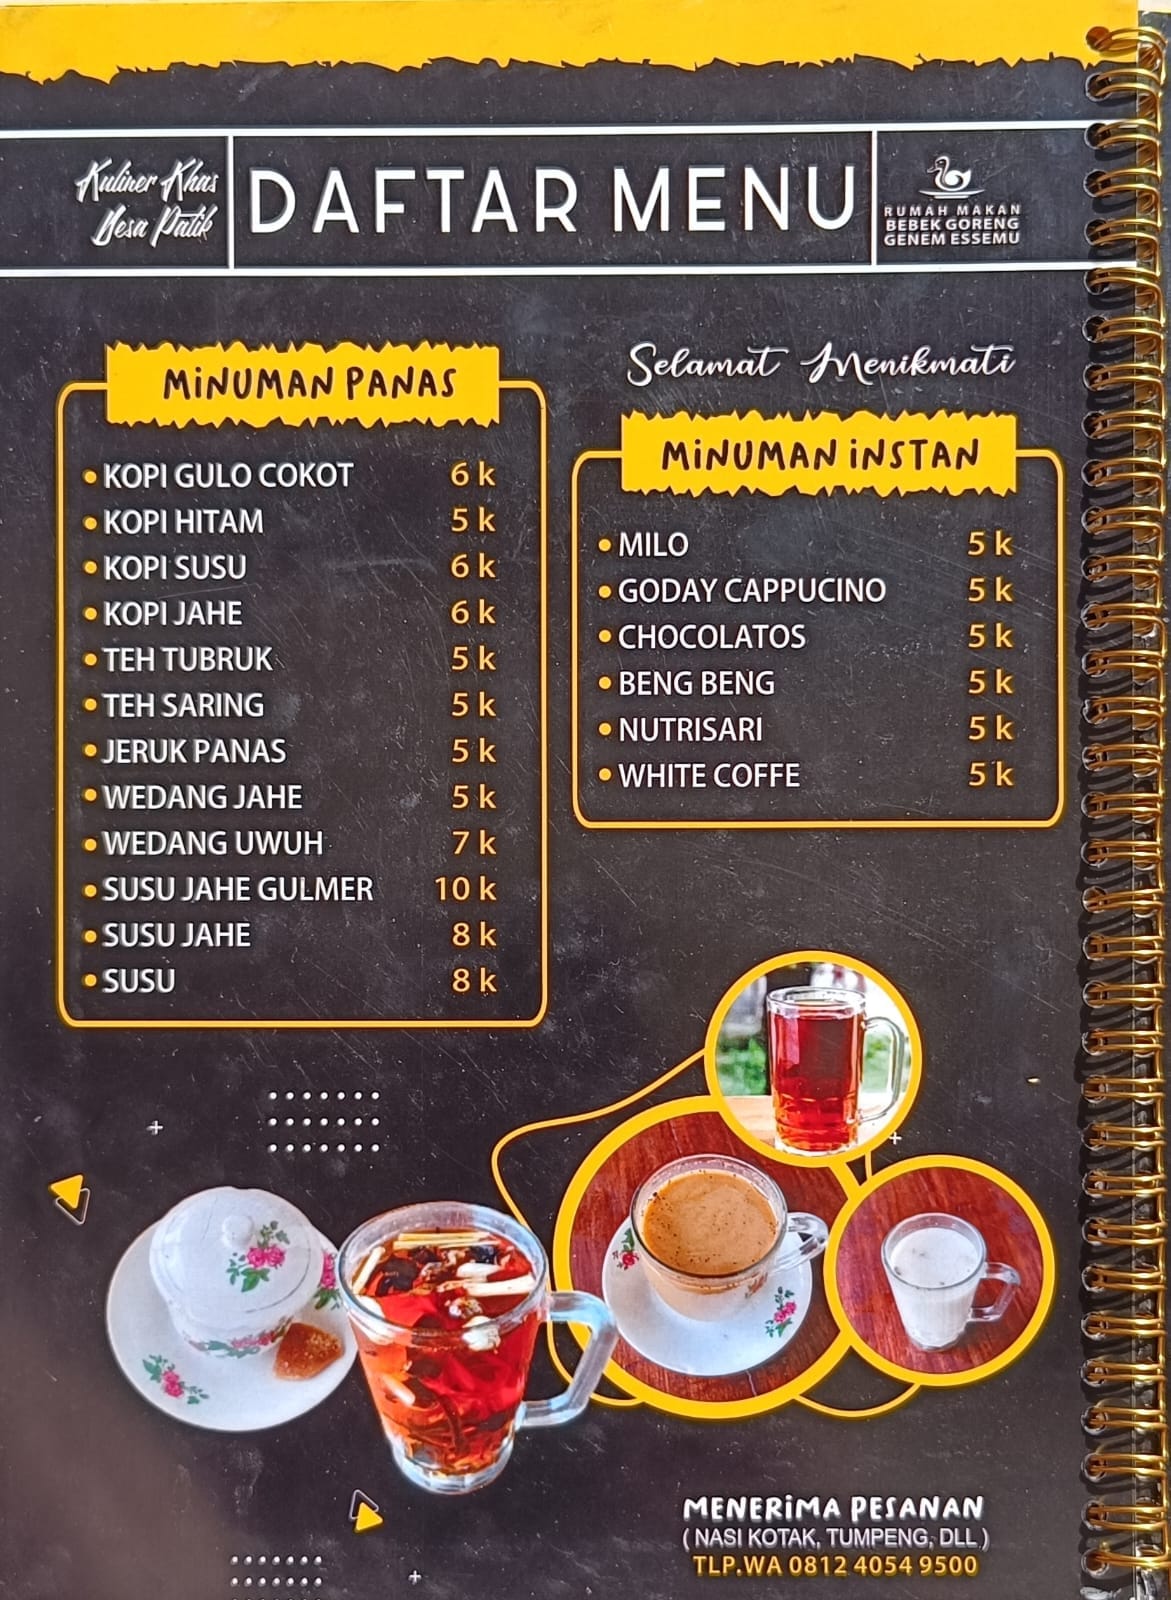 Kuliner Khas
Desa Patik
DAFTAR MENU
RUMAH MAKAN
BEBEK GORENG
GENEM ESSEMU
MINUMAN PANAS
• KOPI GULO COKOT 6 k
• KOPI HITAM 5 k
• KOPI SUSU 6 k
• KOPI JAHE 6 k
• TEH TUBRUK 5 k
• TEH SARING 5 k
• JERUK PANAS 5 k
• WEDANG JAHE 5 k
• WEDANG UWUH 7 k
• SUSU JAHE GULMER 10 k
• SUSU JAHE 8 k
• SUSU 8 k
Selamat Menikmati
MINUMAN INSTAN
• MILO 5 k
• GODAY CAPPUCINO 5 k
• CHOCOLATOS 5 k
• BENG BENG 5 k
• NUTRISARI 5 k
• WHITE COFFE 5 k
MENERIMA PESANAN
( NASI KOTAK, TUMPENG, DLL )
TLP.WA 0812 4054 9500